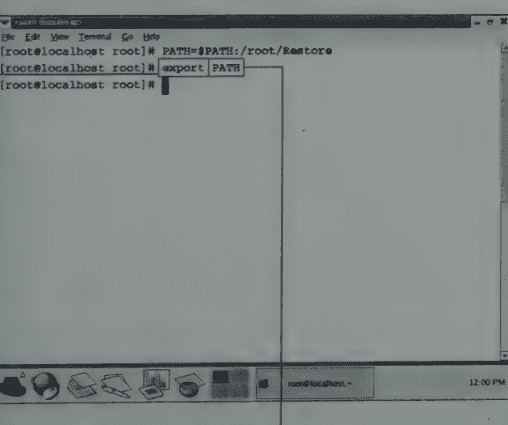 File Edit View Terminal Go Help
[root@localhost root]# PATH=$PATH:/root/Restore
[root@localhost root]# export PATH
[root@localhost root]#
root@localhost:~ 12:00 PM